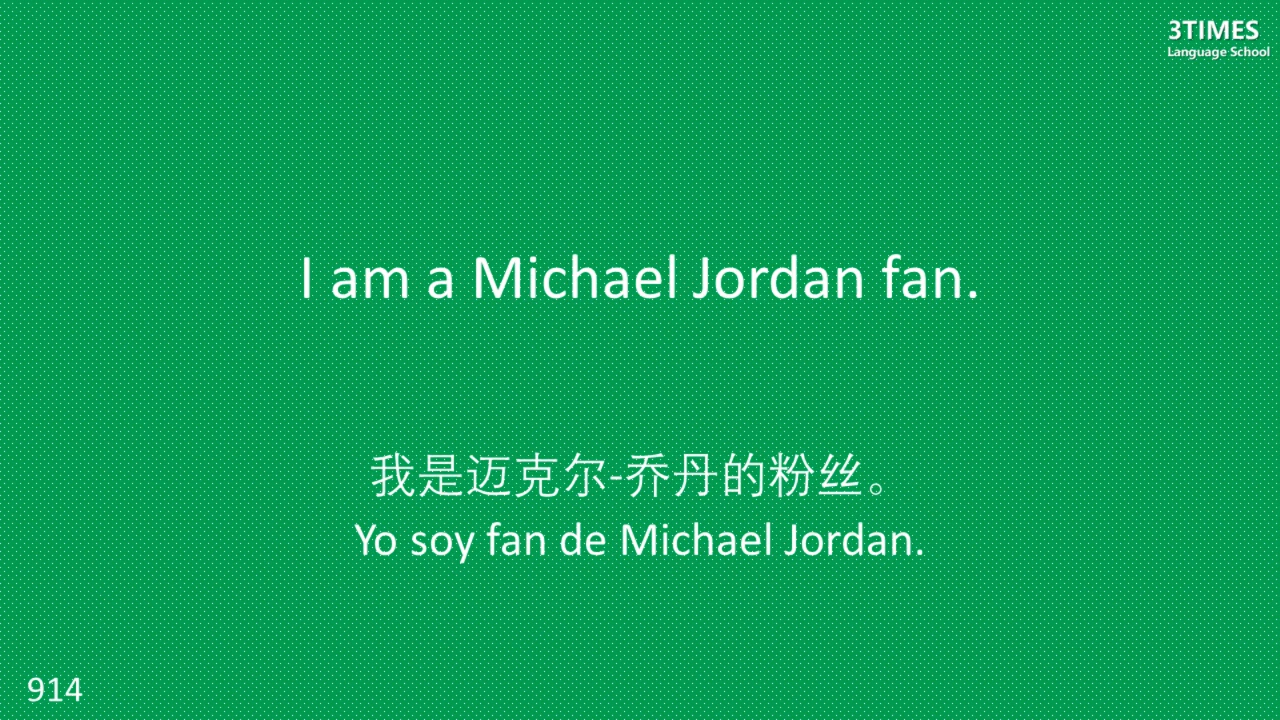 3TIMES
Language School
I am a Michael Jordan fan.
我是迈克尔-乔丹的粉丝。
Yo soy fan de Michael Jordan.
914